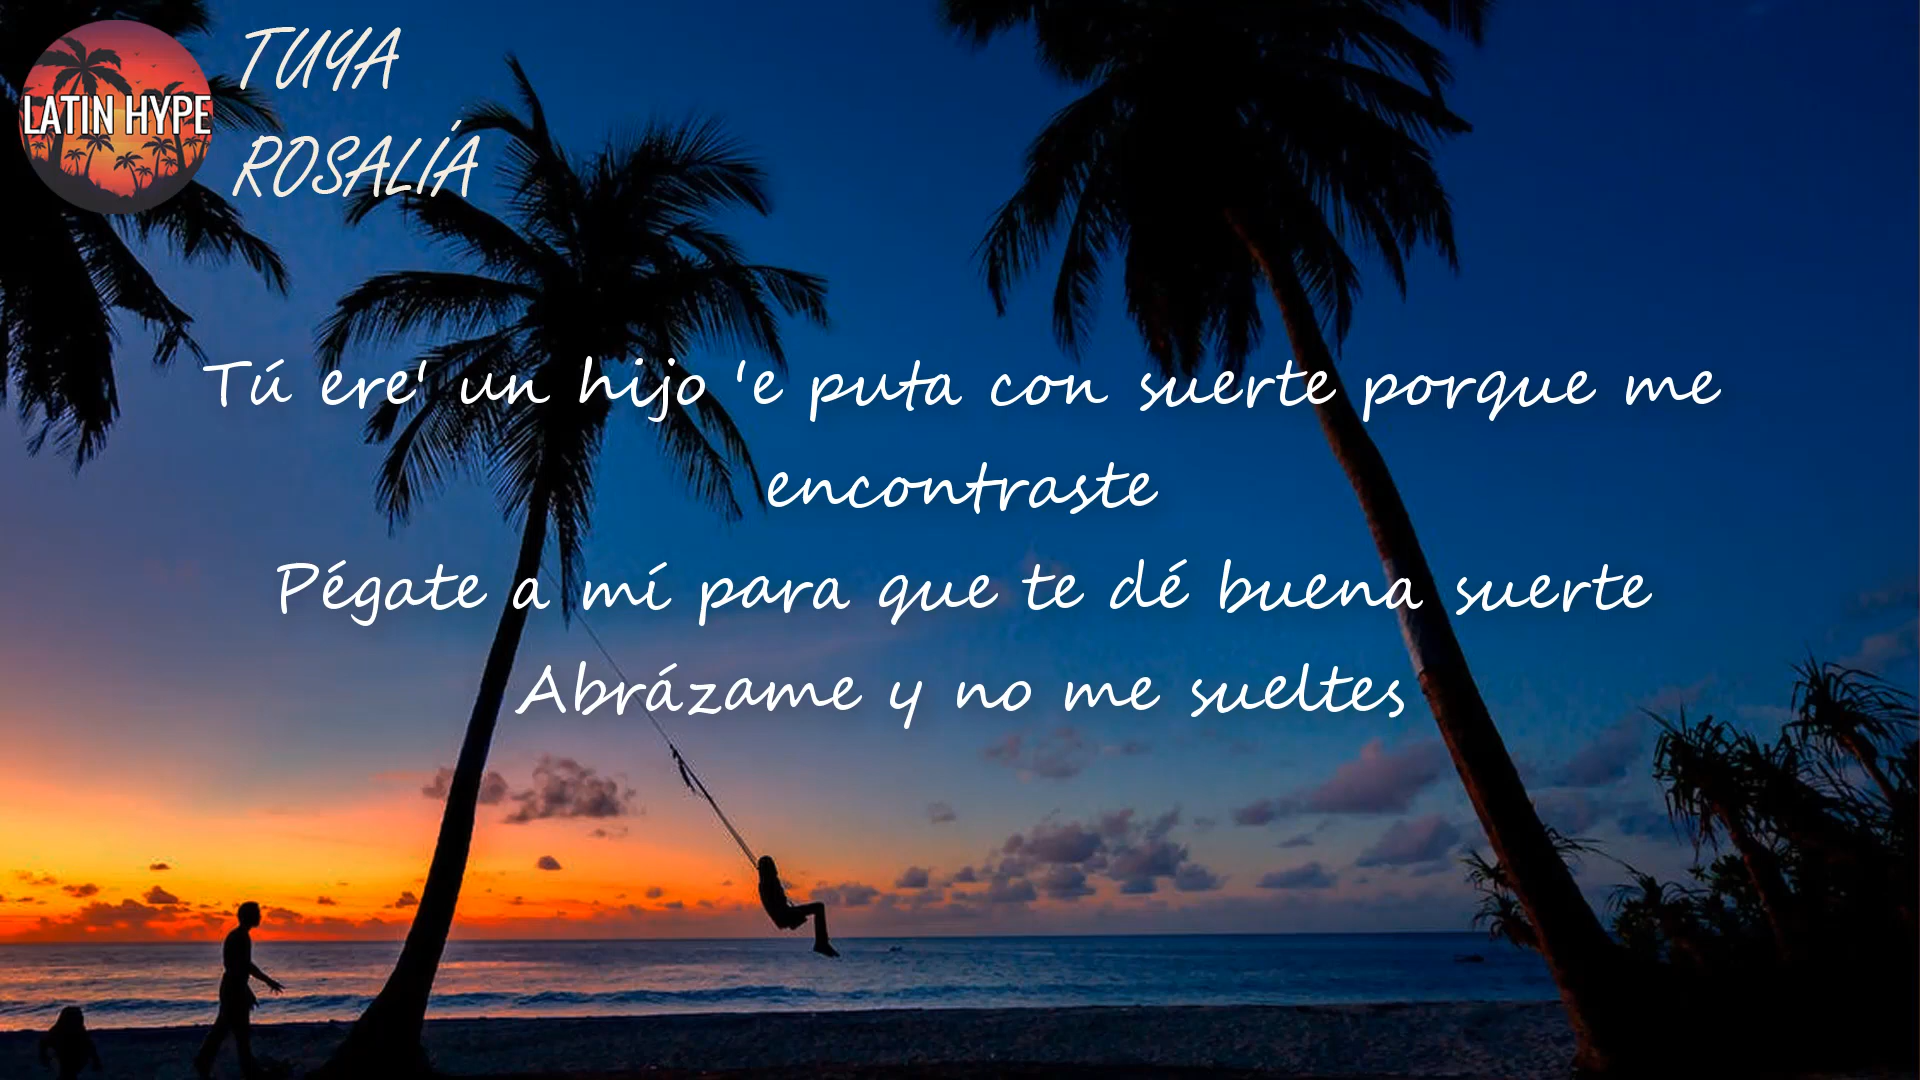 LATIN HYPE
TUYA
ROSALÍA
Tú ere' un hijo 'e puta con suerte porque me
encontraste
Pégate a mí para que te dé buena suerte
Abrázame y no me sueltes